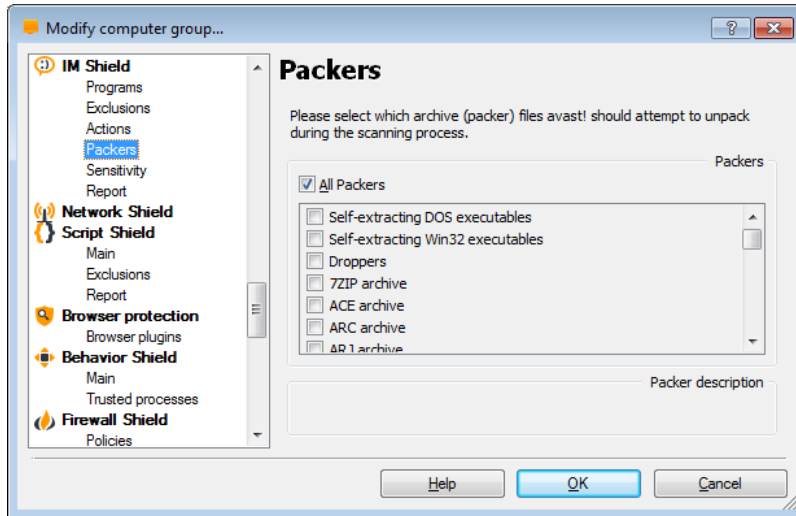 Modify computer group...
IM Shield
Programs
Exclusions
Actions
Packers
Sensitivity
Report
Network Shield
Script Shield
Main
Exclusions
Report
Browser protection
Browser plugins
Behavior Shield
Main
Trusted processes
Firewall Shield
Policies
Packers
Please select which archive (packer) files avast! should attempt to unpack
during the scanning process.
Packers
All Packers
Self-extracting DOS executables
Self-extracting Win32 executables
Droppers
7ZIP archive
ACE archive
ARC archive
ARJ archive
Packer description
Help
OK
Cancel